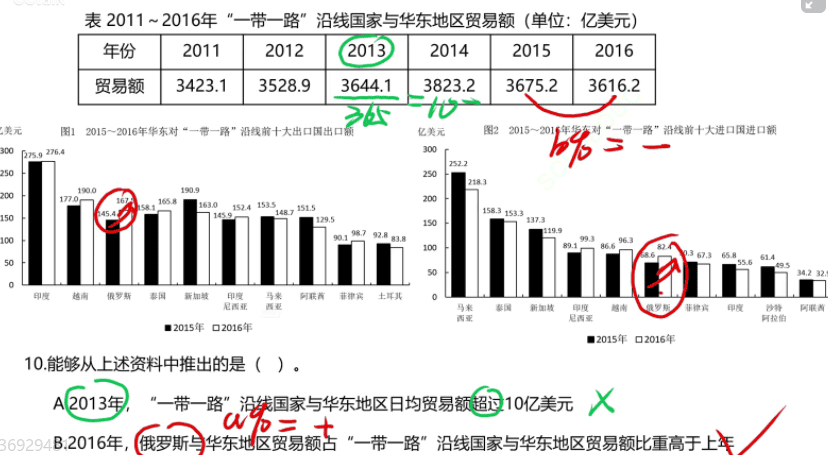 表 2011～2016年“一带一路”沿线国家与华东地区贸易额（单位：亿美元）
年份 2011 2012 2013 2014 2015 2016
贸易额 3423.1 3528.9 3644.1 3823.2 3675.2 3616.2
365 = 10-
亿美元 图1 2015～2016年华东对“一带一路”沿线前十大出口国出口额
300
250
200
150
100
50
0
275.9 276.4 177.0 190.0 145.4 158.1 165.8 190.9 163.0 145.9 152.4 153.5 148.7 151.5 129.5 90.1 98.7 92.8 83.8
印度 越南 俄罗斯 泰国 新加坡 印度尼西亚 马来西亚 阿联酋 菲律宾 土耳其
■2015年 □2016年
亿美元 图2 2015～2016年华东对“一带一路”沿线前十大进口国进口额
b% = -
300
250
200
150
100
50
0
252.2 218.3 158.3 153.3 137.3 119.9 89.1 99.3 86.6 96.3 68.6 82.4 67.3 65.8 55.6 61.4 49.5 34.2 32.9
马来西亚 泰国 新加坡 印度尼西亚 越南 俄罗斯 菲律宾 印度 沙特阿拉伯 阿联酋
■2015年 □2016年
10.能够从上述资料中推出的是（ ）。
A.2013年，“一带一路”沿线国家与华东地区日均贸易额超过10亿美元 X
a% = +
B.2016年，俄罗斯与华东地区贸易额占“一带一路”沿线国家与华东地区贸易额比重高于上年